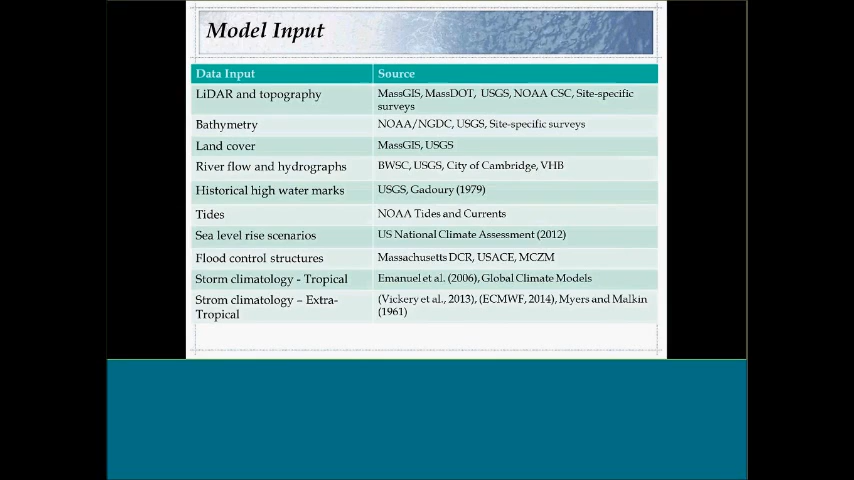 Model Input
Data Input Source
LiDAR and topography MassGIS, MassDOT, USGS, NOAA CSC, Site-specific
surveys
Bathymetry NOAA/NGDC, USGS, Site-specific surveys
Land cover MassGIS, USGS
River flow and hydrographs BWSC, USGS, City of Cambridge, VHB
Historical high water marks USGS, Gadoury (1979)
Tides NOAA Tides and Currents
Sea level rise scenarios US National Climate Assessment (2012)
Flood control structures Massachusetts DCR, USACE, MCZM
Storm climatology - Tropical Emanuel et al. (2006), Global Climate Models
Strom climatology – Extra- (Vickery et al., 2013), (ECMWF, 2014), Myers and Malkin
Tropical (1961)